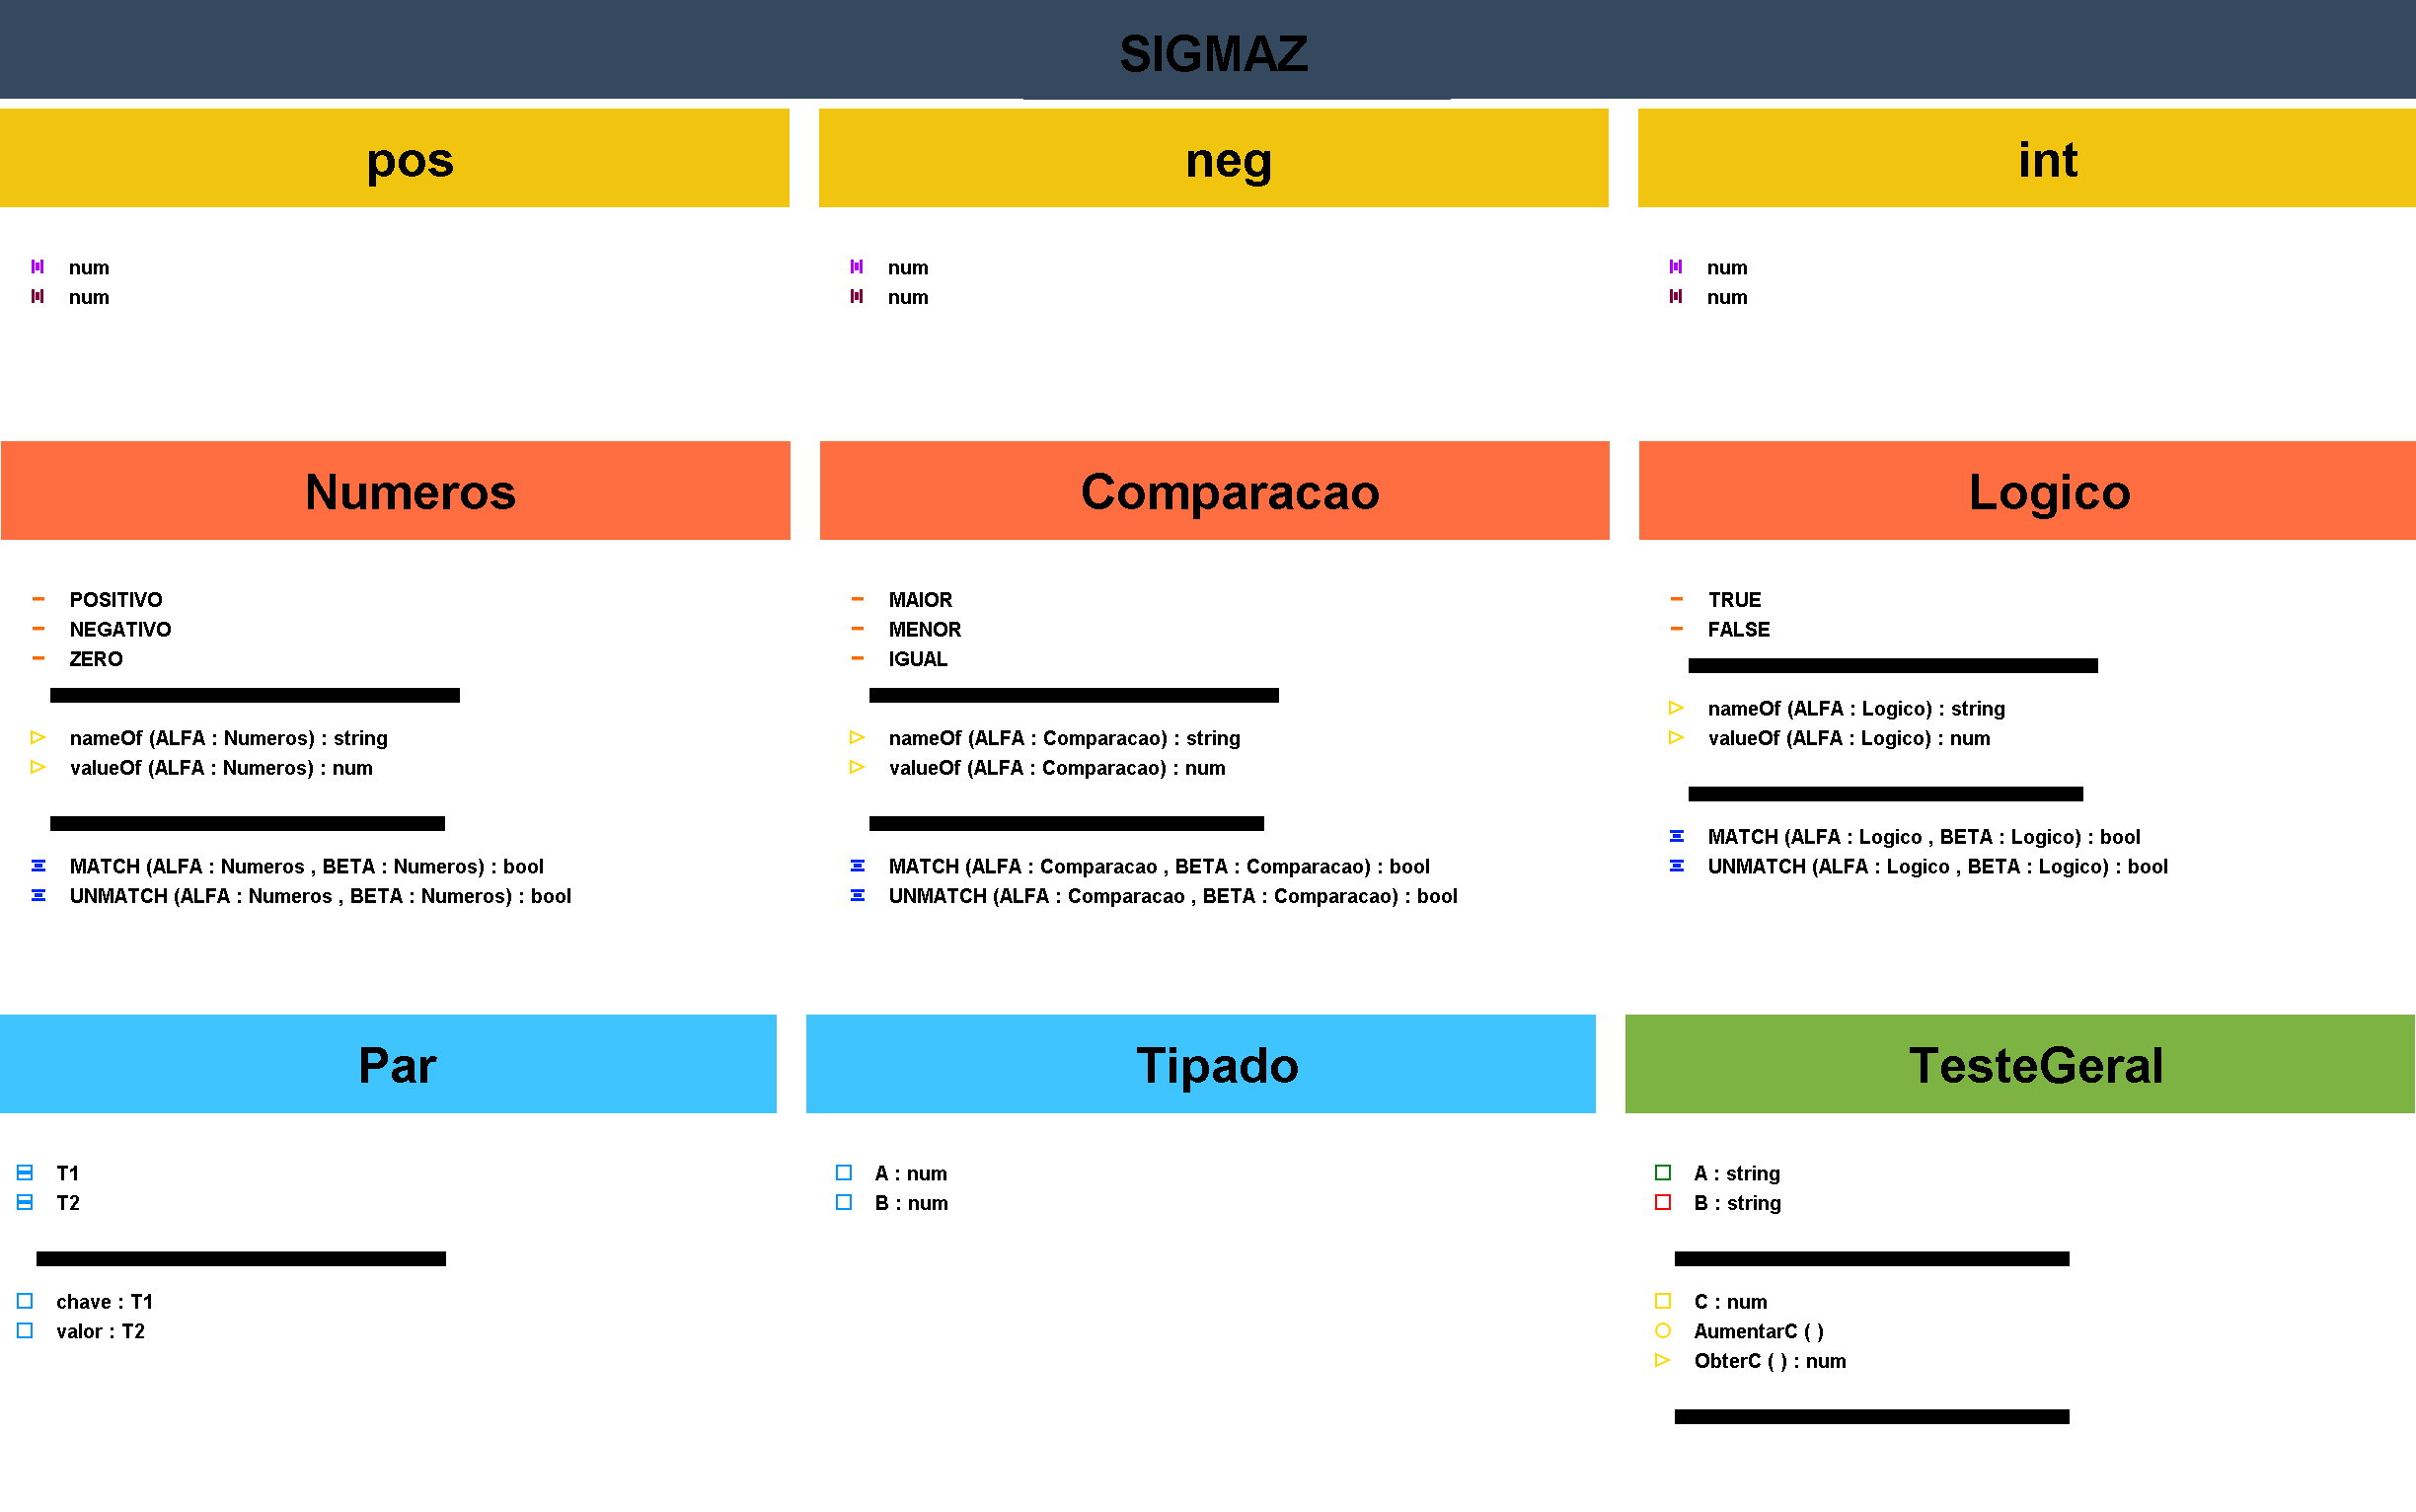 SIGMAZ
pos
neg
int
num
num
num
num
num
num
Numeros
Comparacao
Logico
POSITIVO
NEGATIVO
ZERO
nameOf (ALFA : Numeros) : string
valueOf (ALFA : Numeros) : num
MATCH (ALFA : Numeros , BETA : Numeros) : bool
UNMATCH (ALFA : Numeros , BETA : Numeros) : bool
MAIOR
MENOR
IGUAL
nameOf (ALFA : Comparacao) : string
valueOf (ALFA : Comparacao) : num
MATCH (ALFA : Comparacao , BETA : Comparacao) : bool
UNMATCH (ALFA : Comparacao , BETA : Comparacao) : bool
TRUE
FALSE
nameOf (ALFA : Logico) : string
valueOf (ALFA : Logico) : num
MATCH (ALFA : Logico , BETA : Logico) : bool
UNMATCH (ALFA : Logico , BETA : Logico) : bool
Par
Tipado
TesteGeral
T1
T2
chave : T1
valor : T2
A : num
B : num
A : string
B : string
C : num
AumentarC ( )
ObterC ( ) : num